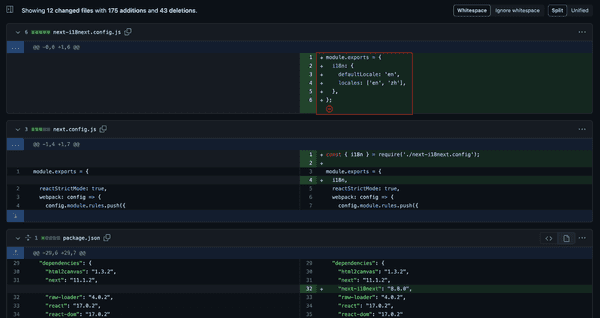 Showing 12 changed files with 175 additions and 43 deletions.
Whitespace Ignore whitespace Split Unified
6 next-i18next.config.js
@@ -0,0 +1,6 @@
1 + module.exports = {
2 + i18n: {
3 + defaultLocale: 'en',
4 + locales: ['en', 'zh'],
5 + },
6 + };
3 next.config.js
@@ -1,4 +1,7 @@
1 + const { i18n } = require('./next-i18next.config');
2 +
1 module.exports = { 3 module.exports = {
4 + i18n,
2 reactStrictMode: true, 5 reactStrictMode: true,
3 webpack: config => { 6 webpack: config => {
4 config.module.rules.push({ 7 config.module.rules.push({
1 package.json
@@ -29,6 +29,7 @@
29 "dependencies": { 29 "dependencies": {
30 "html2canvas": "1.3.2", 30 "html2canvas": "1.3.2",
31 "next": "11.1.2", 31 "next": "11.1.2",
32 + "next-i18next": "8.8.0",
32 "raw-loader": "4.0.2", 33 "raw-loader": "4.0.2",
33 "react": "17.0.2", 34 "react": "17.0.2",
34 "react-dom": "17.0.2" 35 "react-dom": "17.0.2"